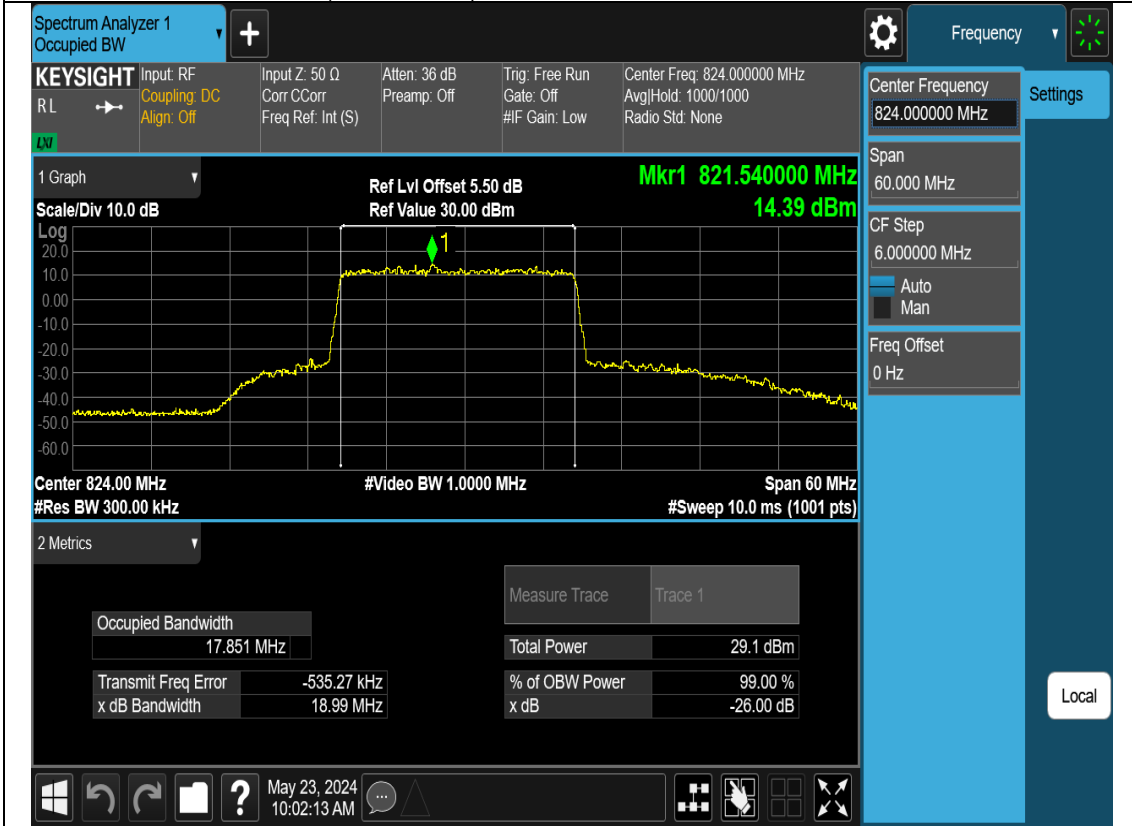 Spectrum Analyzer 1
Occupied BW
Frequency
KEYSIGHT
R L
LXI
Input: RF
Coupling: DC
Align: Off
Input Z: 50 Ω
Corr CCorr
Freq Ref: Int (S)
Atten: 36 dB
Preamp: Off
Trig: Free Run
Gate: Off
#IF Gain: Low
Center Freq: 824.000000 MHz
Avg|Hold: 1000/1000
Radio Std: None
Center Frequency
824.000000 MHz
Settings
Span
60.000 MHz
CF Step
6.000000 MHz
Auto
Man
Freq Offset
0 Hz
Local
1 Graph
Scale/Div 10.0 dB
Ref Lvl Offset 5.50 dB
Ref Value 30.00 dBm
Mkr1 821.540000 MHz
14.39 dBm
Log
1
20.0
10.0
0.00
-10.0
-20.0
-30.0
-40.0
-50.0
-60.0
Center 824.00 MHz
#Video BW 1.0000 MHz
Span 60 MHz
#Res BW 300.00 kHz
#Sweep 10.0 ms (1001 pts)
2 Metrics
Measure Trace Trace 1
Occupied Bandwidth
17.851 MHz
Total Power 29.1 dBm
Transmit Freq Error -535.27 kHz
% of OBW Power 99.00 %
x dB Bandwidth 18.99 MHz
x dB -26.00 dB
?
May 23, 2024
10:02:13 AM